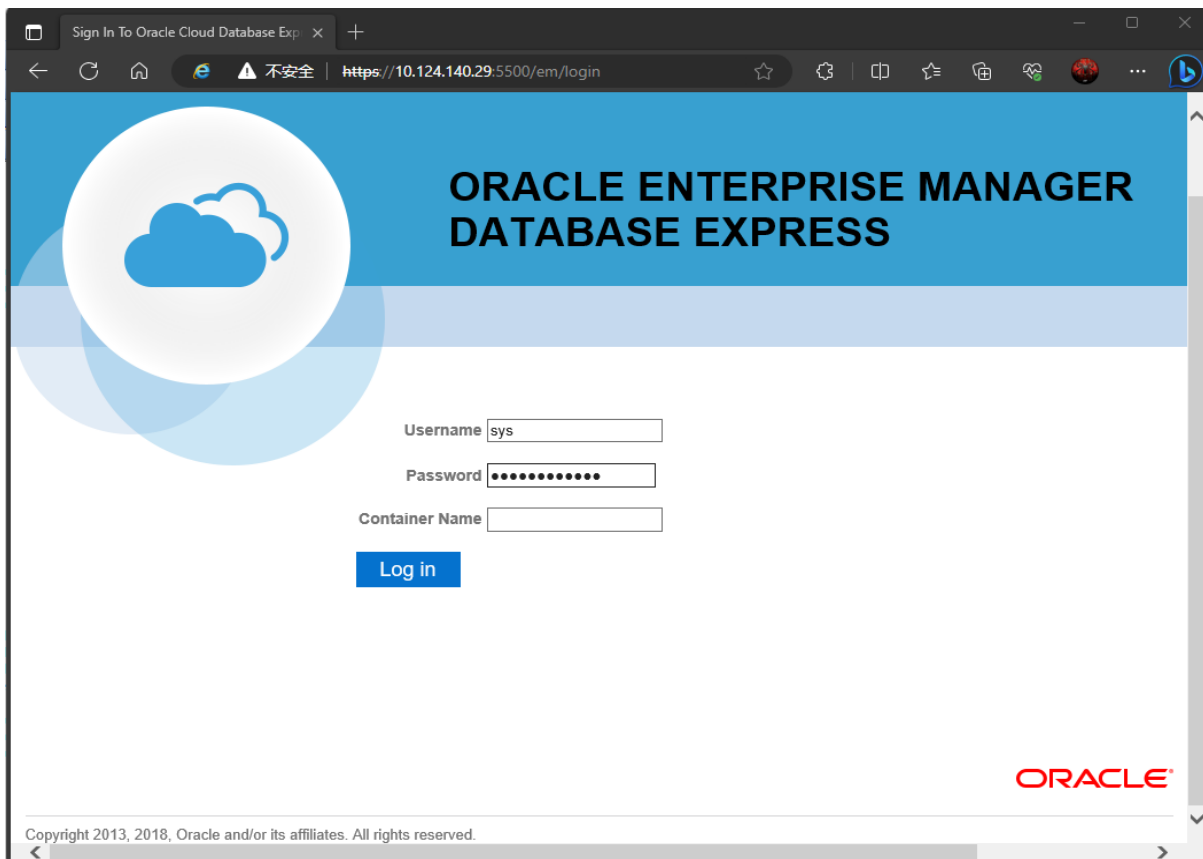 Sign In To Oracle Cloud Database Exp
不安全
https://10.124.140.29:5500/em/login
ORACLE ENTERPRISE MANAGER
DATABASE EXPRESS
Username sys
Password ••••••••••••
Container Name
Log in
ORACLE®
Copyright 2013, 2018, Oracle and/or its affiliates. All rights reserved.